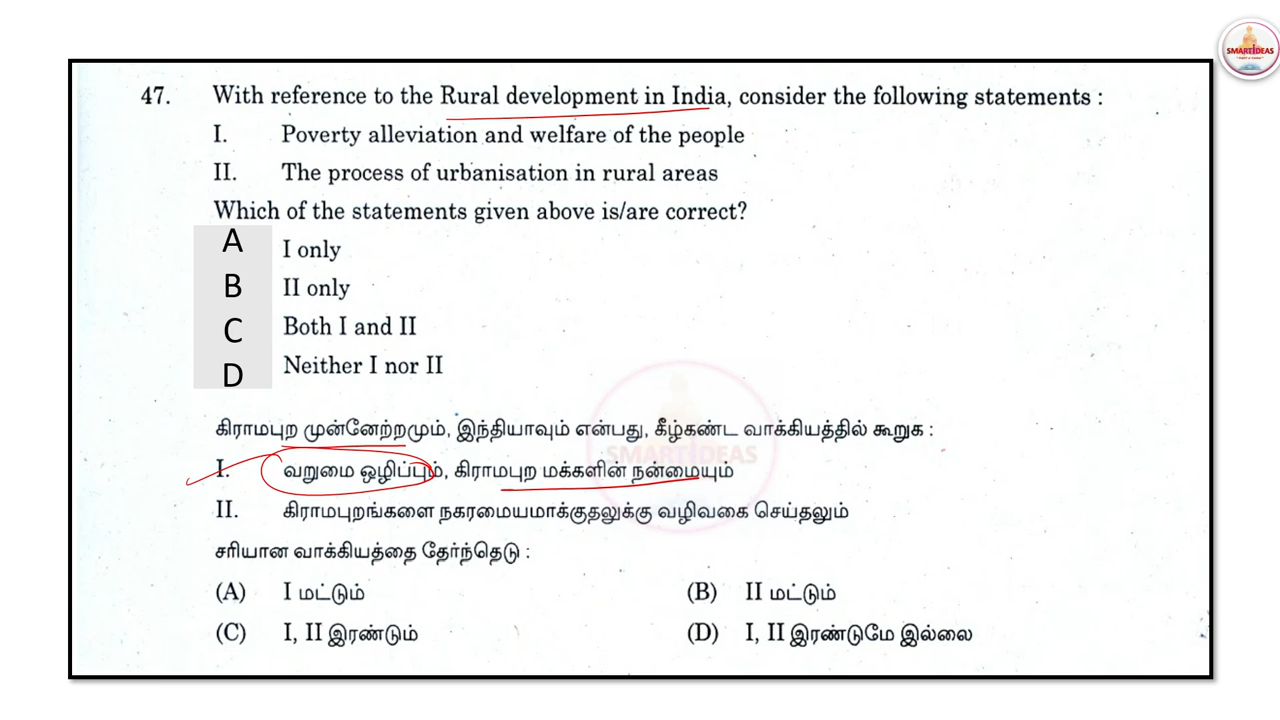 SMARTIDEAS
47. With reference to the Rural development in India, consider the following statements :
I. Poverty alleviation and welfare of the people
II. The process of urbanisation in rural areas
Which of the statements given above is/are correct?
A I only
B II only
C Both I and II
D Neither I nor II
கிராமபுற முன்னேற்றமும், இந்தியாவும் என்பது, கீழ்கண்ட வாக்கியத்தில் கூறுக :
I. வறுமை ஒழிப்பும், கிராமபுற மக்களின் நன்மையும்
SMARTIDEAS
II. கிராமபுறங்களை நகரமையமாக்குதலுக்கு வழிவகை செய்தலும்
சரியான வாக்கியத்தை தேர்ந்தெடு :
(A) I மட்டும் (B) II மட்டும்
(C) I, II இரண்டும் (D) I, II இரண்டுமே இல்லை